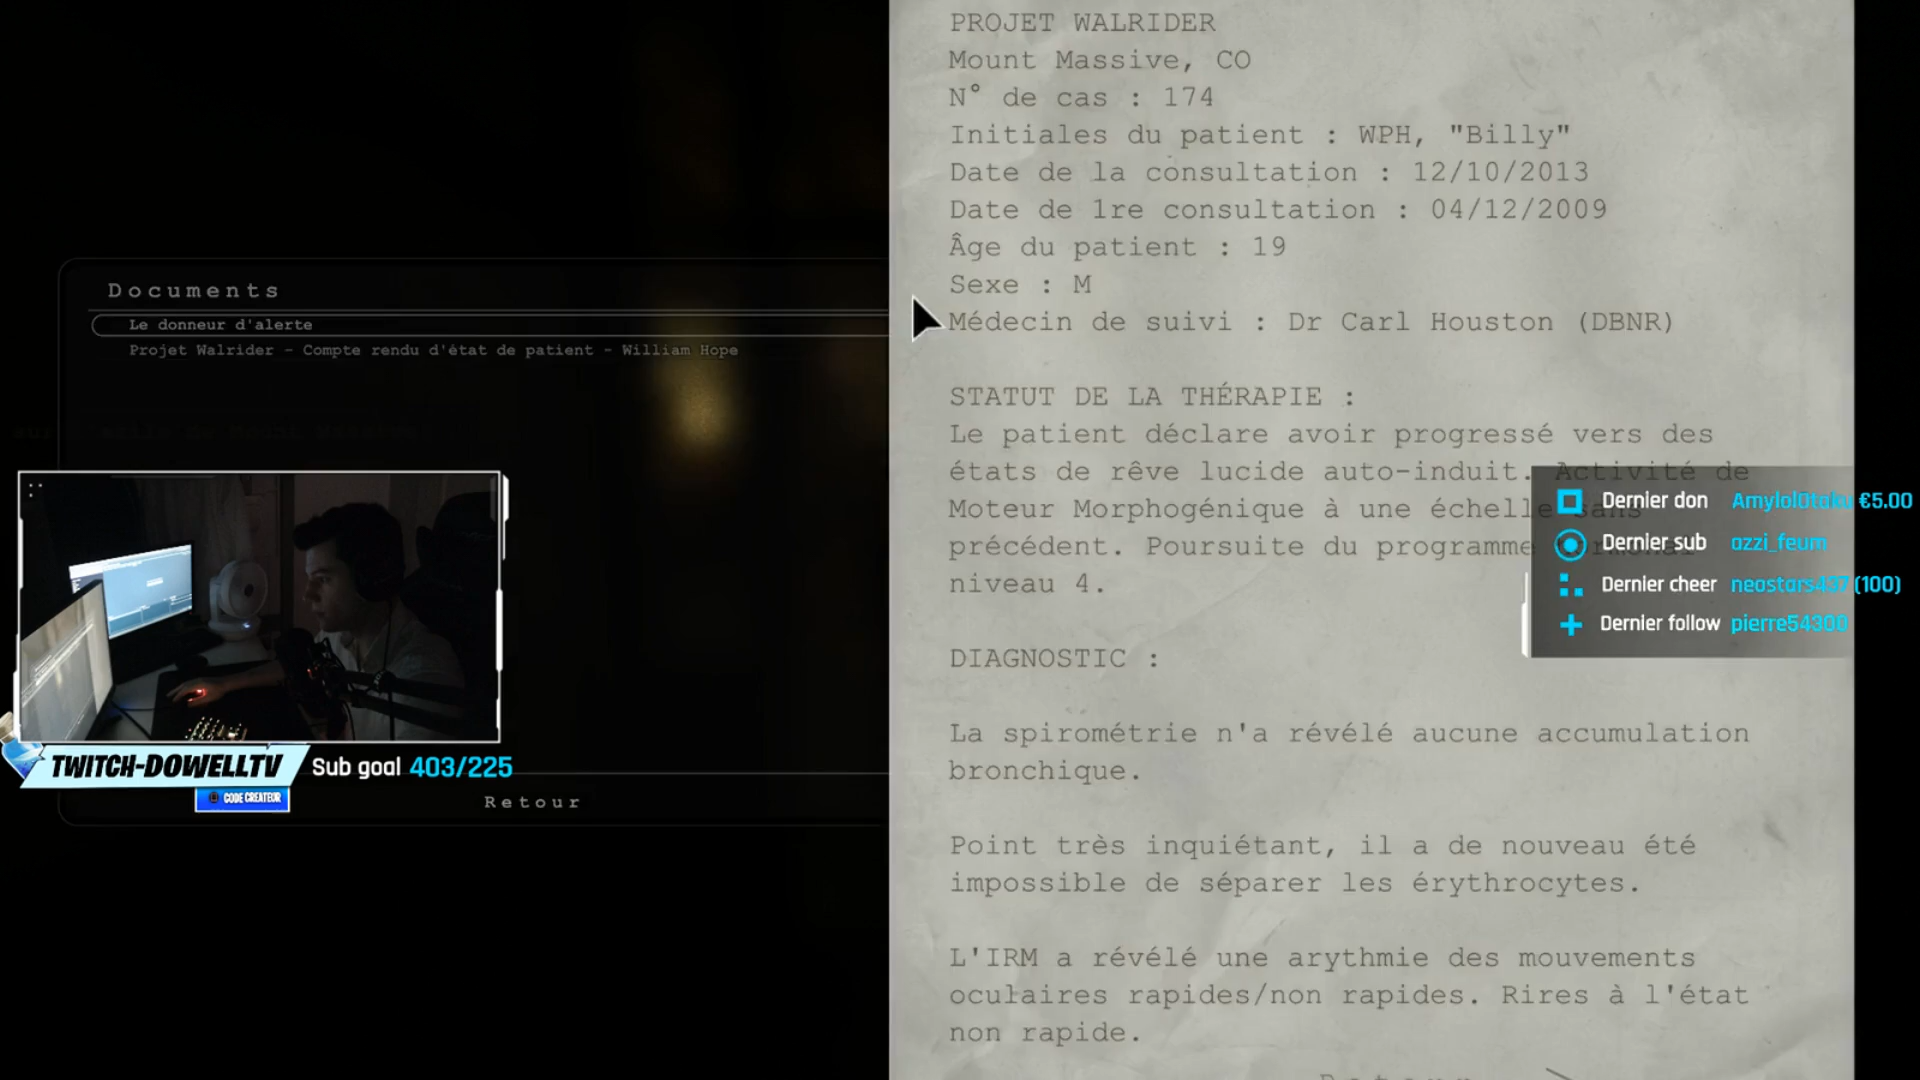 PROJET WALRIDER
Mount Massive, CO
N° de cas : 174
Initiales du patient : WPH, "Billy"
Date de la consultation : 12/10/2013
Date de 1re consultation : 04/12/2009
Âge du patient : 19
Sexe : M
Médecin de suivi : Dr Carl Houston (DBNR)
STATUT DE LA THÉRAPIE :
Le patient déclare avoir progressé vers des
états de rêve lucide auto-induit. Activité de
Moteur Morphogénique à une échelle sans
précédent. Poursuite du programme
niveau 4.
DIAGNOSTIC :
La spirométrie n'a révélé aucune accumulation
bronchique.
Point très inquiétant, il a de nouveau été
impossible de séparer les érythrocytes.
L'IRM a révélé une arythmie des mouvements
oculaires rapides/non rapides. Rires à l'état
non rapide.
Documents
Le donneur d'alerte
Projet Walrider - Compte rendu d'état de patient - William Hope
Retour
TWITCH-DOWELLTV
Sub goal 403/225
CODE CREATEUR
Dernier don AmylolOtaku €5.00
Dernier sub azzi_feum
Dernier cheer neostars437 (100)
Dernier follow pierre54300